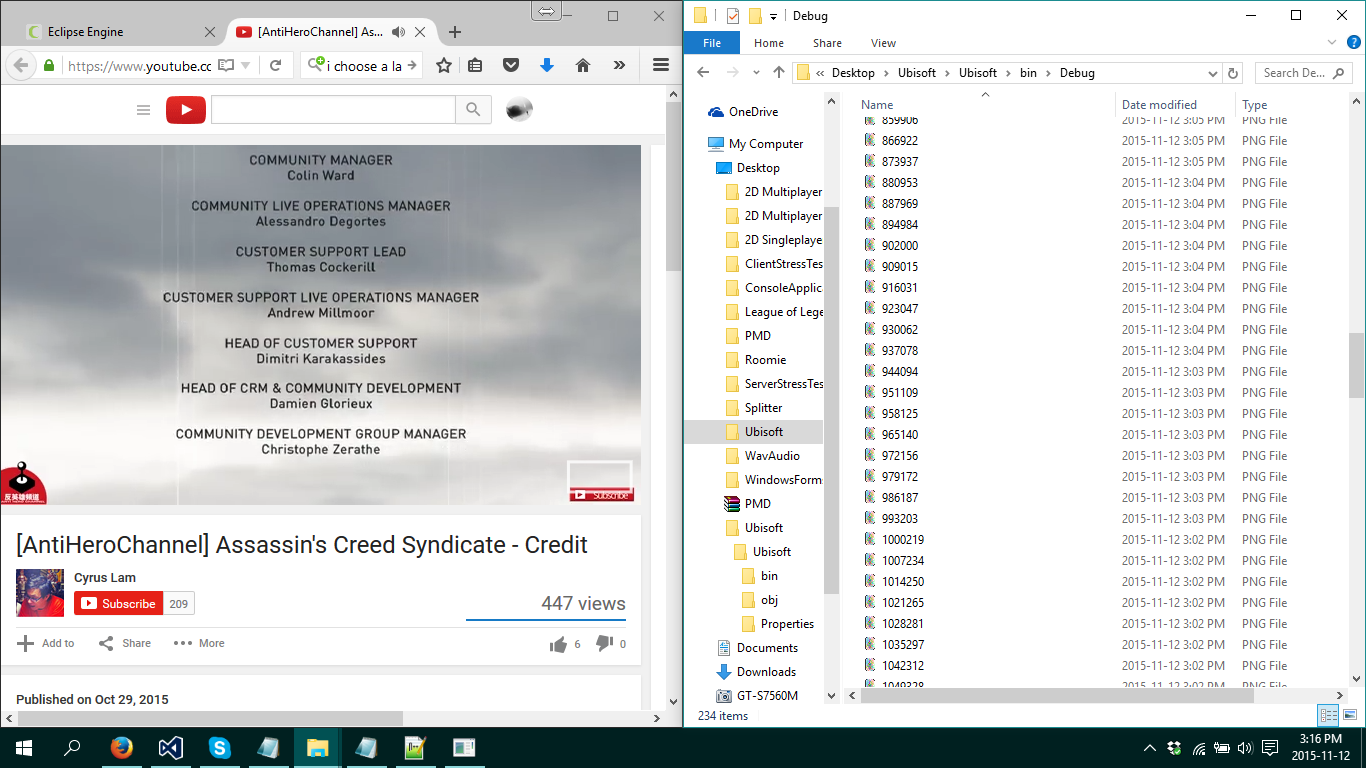 Eclipse Engine
[AntiHeroChannel] As...
https://www.youtube.co
i choose a la
COMMUNITY MANAGER
Colin Ward
COMMUNITY LIVE OPERATIONS MANAGER
Alessandro Degortes
CUSTOMER SUPPORT LEAD
Thomas Cockerill
CUSTOMER SUPPORT LIVE OPERATIONS MANAGER
Andrew Millmoor
HEAD OF CUSTOMER SUPPORT
Dimitri Karakassides
HEAD OF CRM & COMMUNITY DEVELOPMENT
Damien Glorieux
COMMUNITY DEVELOPMENT GROUP MANAGER
Christophe Zerathe
反英雄頻道
Subscribe
[AntiHeroChannel] Assassin's Creed Syndicate - Credit
Cyrus Lam
Subscribe 209
447 views
Add to Share More 6 0
Published on Oct 29, 2015
Debug
File Home Share View
« Desktop Ubisoft Ubisoft bin Debug
Search De...
OneDrive
My Computer
Desktop
2D Multiplayer
2D Multiplayer
2D Singleplaye
ClientStressTes
ConsoleApplic
League of Lege
PMD
Roomie
ServerStressTes
Splitter
Ubisoft
WavAudio
WindowsForm
PMD
Ubisoft
Ubisoft
bin
obj
Properties
Documents
Downloads
GT-S7560M
Name Date modified Type
859906 2015-11-12 3:05 PM PNG File
866922 2015-11-12 3:05 PM PNG File
873937 2015-11-12 3:05 PM PNG File
880953 2015-11-12 3:04 PM PNG File
887969 2015-11-12 3:04 PM PNG File
894984 2015-11-12 3:04 PM PNG File
902000 2015-11-12 3:04 PM PNG File
909015 2015-11-12 3:04 PM PNG File
916031 2015-11-12 3:04 PM PNG File
923047 2015-11-12 3:04 PM PNG File
930062 2015-11-12 3:04 PM PNG File
937078 2015-11-12 3:04 PM PNG File
944094 2015-11-12 3:03 PM PNG File
951109 2015-11-12 3:03 PM PNG File
958125 2015-11-12 3:03 PM PNG File
965140 2015-11-12 3:03 PM PNG File
972156 2015-11-12 3:03 PM PNG File
979172 2015-11-12 3:03 PM PNG File
986187 2015-11-12 3:03 PM PNG File
993203 2015-11-12 3:03 PM PNG File
1000219 2015-11-12 3:02 PM PNG File
1007234 2015-11-12 3:02 PM PNG File
1014250 2015-11-12 3:02 PM PNG File
1021265 2015-11-12 3:02 PM PNG File
1028281 2015-11-12 3:02 PM PNG File
1035297 2015-11-12 3:02 PM PNG File
1042312 2015-11-12 3:02 PM PNG File
1049328 2015-11-12 3:02 PM PNG File
234 items
3:16 PM
2015-11-12